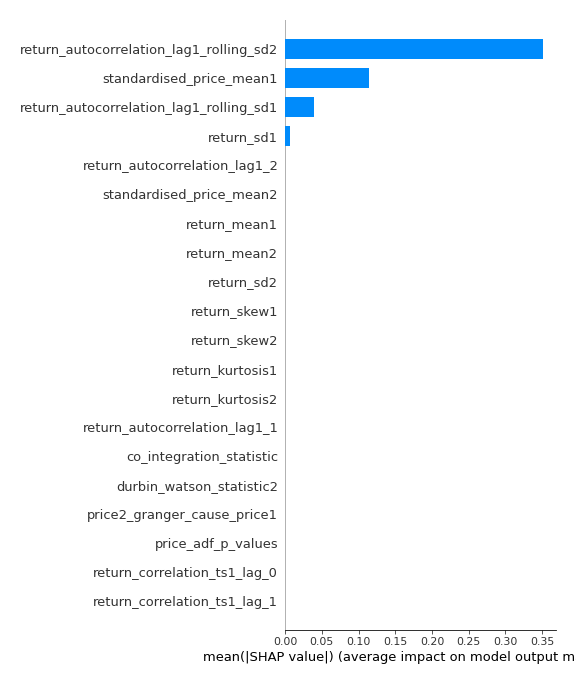 return_autocorrelation_lag1_rolling_sd2
standardised_price_mean1
return_autocorrelation_lag1_rolling_sd1
return_sd1
return_autocorrelation_lag1_2
standardised_price_mean2
return_mean1
return_mean2
return_sd2
return_skew1
return_skew2
return_kurtosis1
return_kurtosis2
return_autocorrelation_lag1_1
co_integration_statistic
durbin_watson_statistic2
price2_granger_cause_price1
price_adf_p_values
return_correlation_ts1_lag_0
return_correlation_ts1_lag_1
0.00 0.05 0.10 0.15 0.20 0.25 0.30 0.35
mean(|SHAP value|) (average impact on model output m